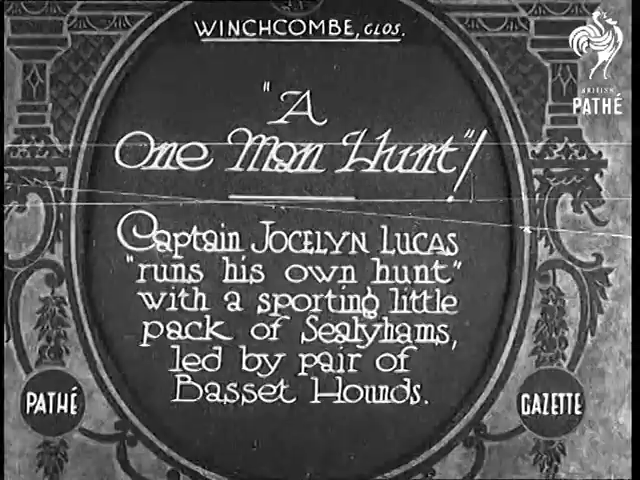 WINCHCOMBE, GLOS.
BRITISH
PATHÉ
"A
One Man Hunt"!
Captain JOCELYN LUCAS
"runs his own hunt"
with a sporting little
pack of Sealyhams,
led by pair of
Basset Hounds.
PATHÉ
GAZETTE